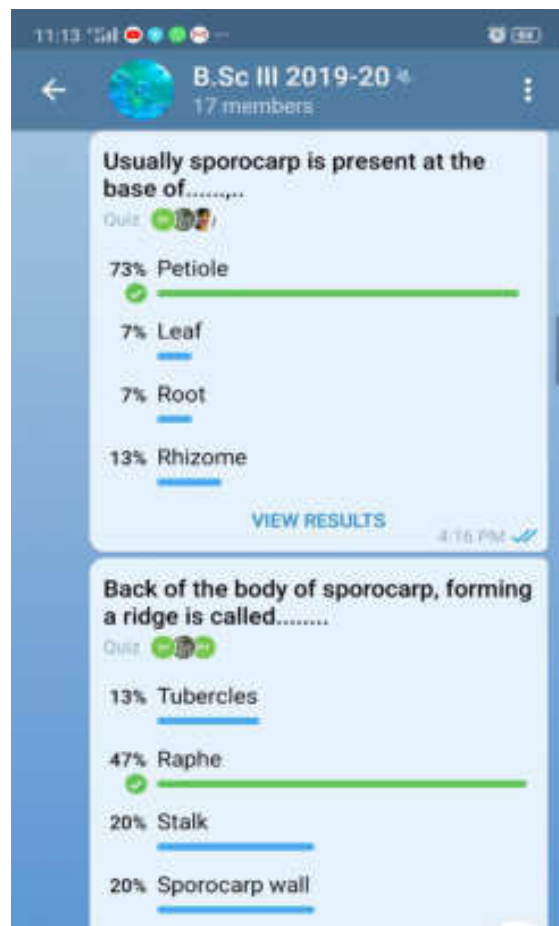 11:13
B.Sc III 2019-20
17 members
Usually sporocarp is present at the
base of......,..
Quiz
73% Petiole
7% Leaf
7% Root
13% Rhizome
VIEW RESULTS
4:16 PM
Back of the body of sporocarp, forming
a ridge is called........
Quiz
13% Tubercles
47% Raphe
20% Stalk
20% Sporocarp wall